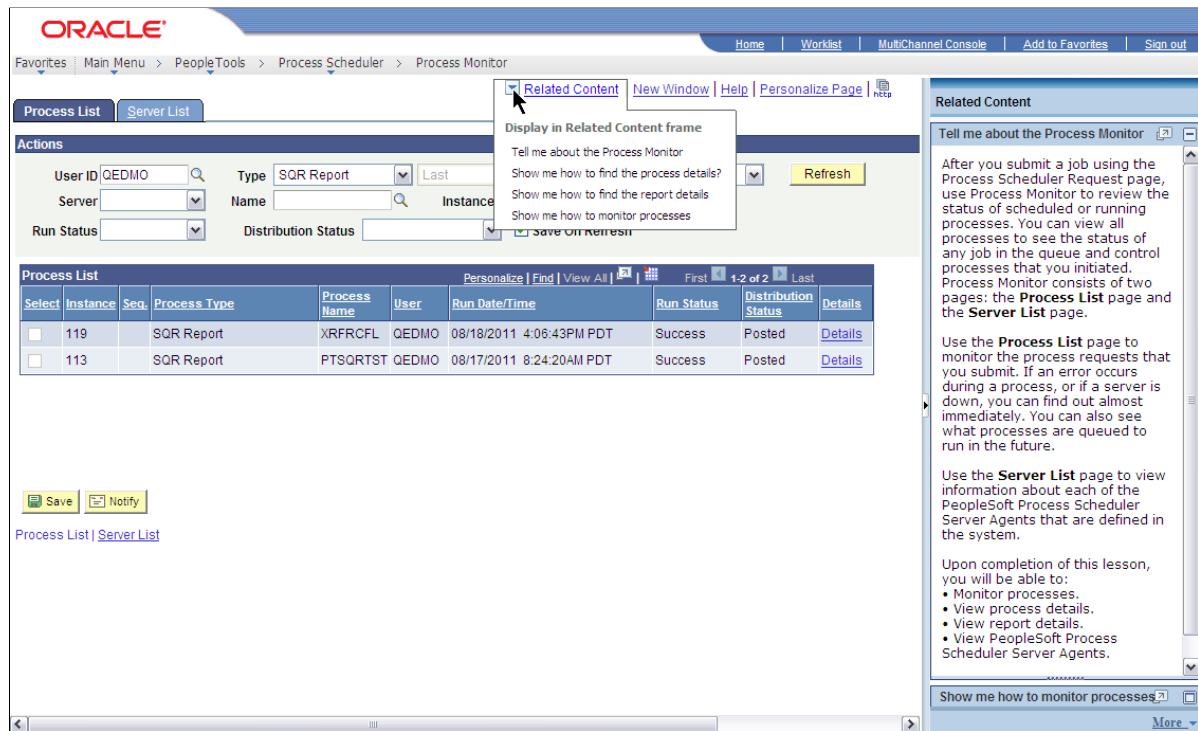 ORACLE®
Home | Worklist | MultiChannel Console | Add to Favorites | Sign out
Favorites Main Menu > PeopleTools > Process Scheduler > Process Monitor
Related Content | New Window | Help | Personalize Page | http
Display in Related Content frame
Tell me about the Process Monitor
Show me how to find the process details?
Show me how to find the report details
Show me how to monitor processes
Process List Server List
Actions
User ID QEDMO Type SQR Report Last Refresh
Server Name Instance
Run Status Distribution Status Save On Refresh
Process List Personalize | Find | View All | First 1-2 of 2 Last
Select Instance Seq. Process Type Process Name User Run Date/Time Run Status Distribution Status Details
119 SQR Report XRFRCFL QEDMO 08/18/2011 4:06:43PM PDT Success Posted Details
113 SQR Report PTSQRTST QEDMO 08/17/2011 8:24:20AM PDT Success Posted Details
Save Notify
Process List | Server List
Related Content
Tell me about the Process Monitor
After you submit a job using the
Process Scheduler Request page,
use Process Monitor to review the
status of scheduled or running
processes. You can view all
processes to see the status of
any job in the queue and control
processes that you initiated.
Process Monitor consists of two
pages: the Process List page and
the Server List page.
Use the Process List page to
monitor the process requests that
you submit. If an error occurs
during a process, or if a server is
down, you can find out almost
immediately. You can also see
what processes are queued to
run in the future.
Use the Server List page to view
information about each of the
PeopleSoft Process Scheduler
Server Agents that are defined in
the system.
Upon completion of this lesson,
you will be able to:
• Monitor processes.
• View process details.
• View report details.
• View PeopleSoft Process
Scheduler Server Agents.
Show me how to monitor processes
More